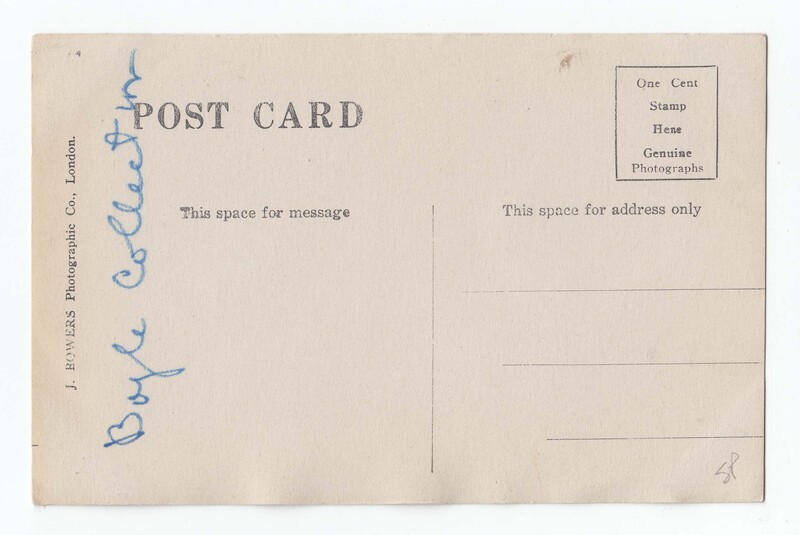 POST CARD
One Cent
Stamp
Here
Genuine
Photographs
This space for message
This space for address only
J. BOWERS Photographic Co., London.
Boyle Collection